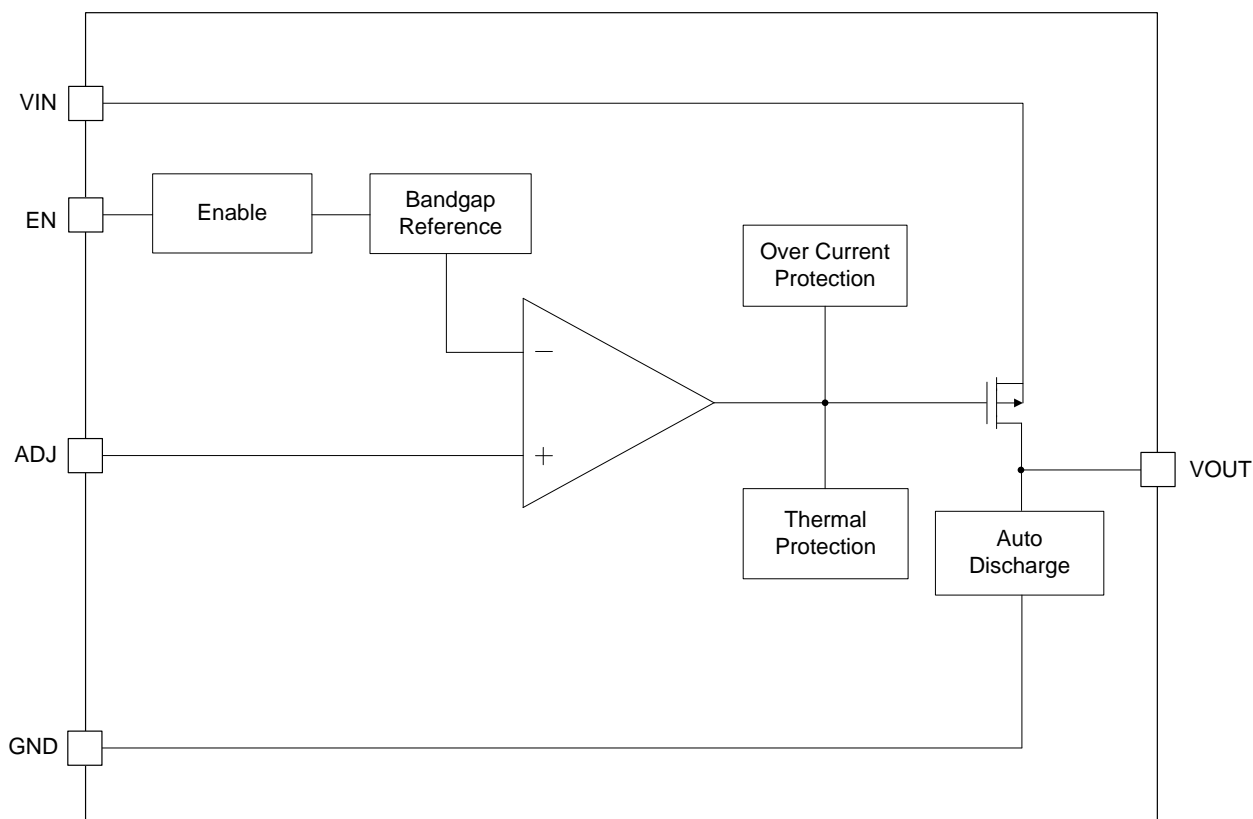 VIN
EN
Enable
Bandgap
Reference
Over Current
Protection
−
+
ADJ
VOUT
Thermal
Protection
Auto
Discharge
GND